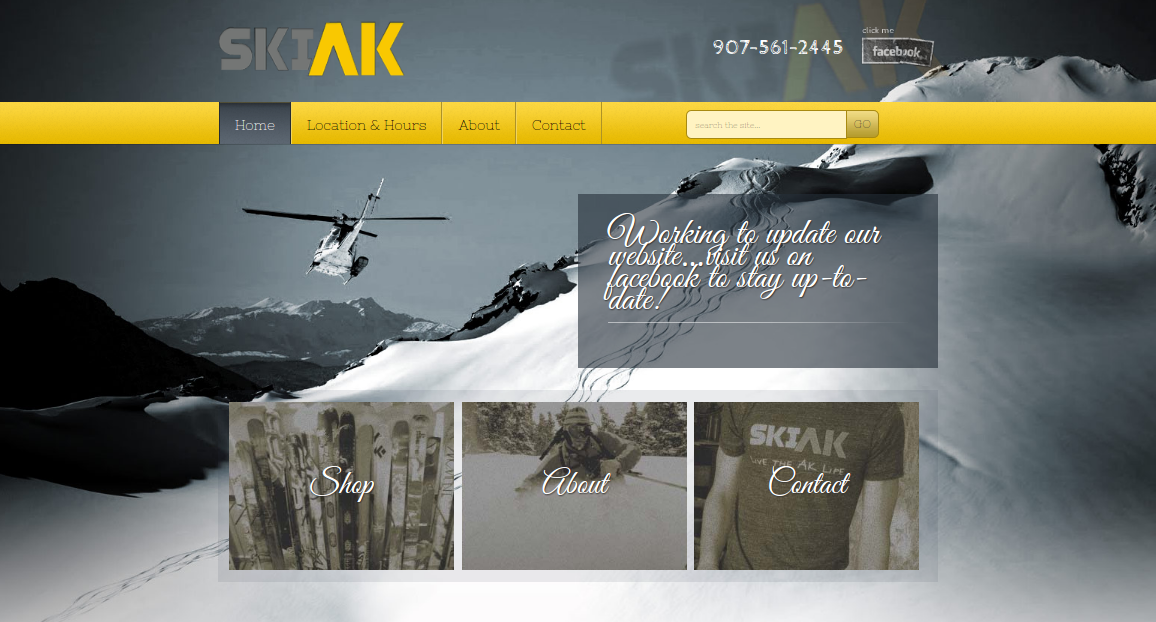 SKIAK
907-561-2445
click me
facebook
Home
Location & Hours
About
Contact
search the site...
GO
Working to update our
website...visit us on
facebook to stay up-to-
date!
Shop
About
Contact
SKIAK
LIVE THE AK LIFE